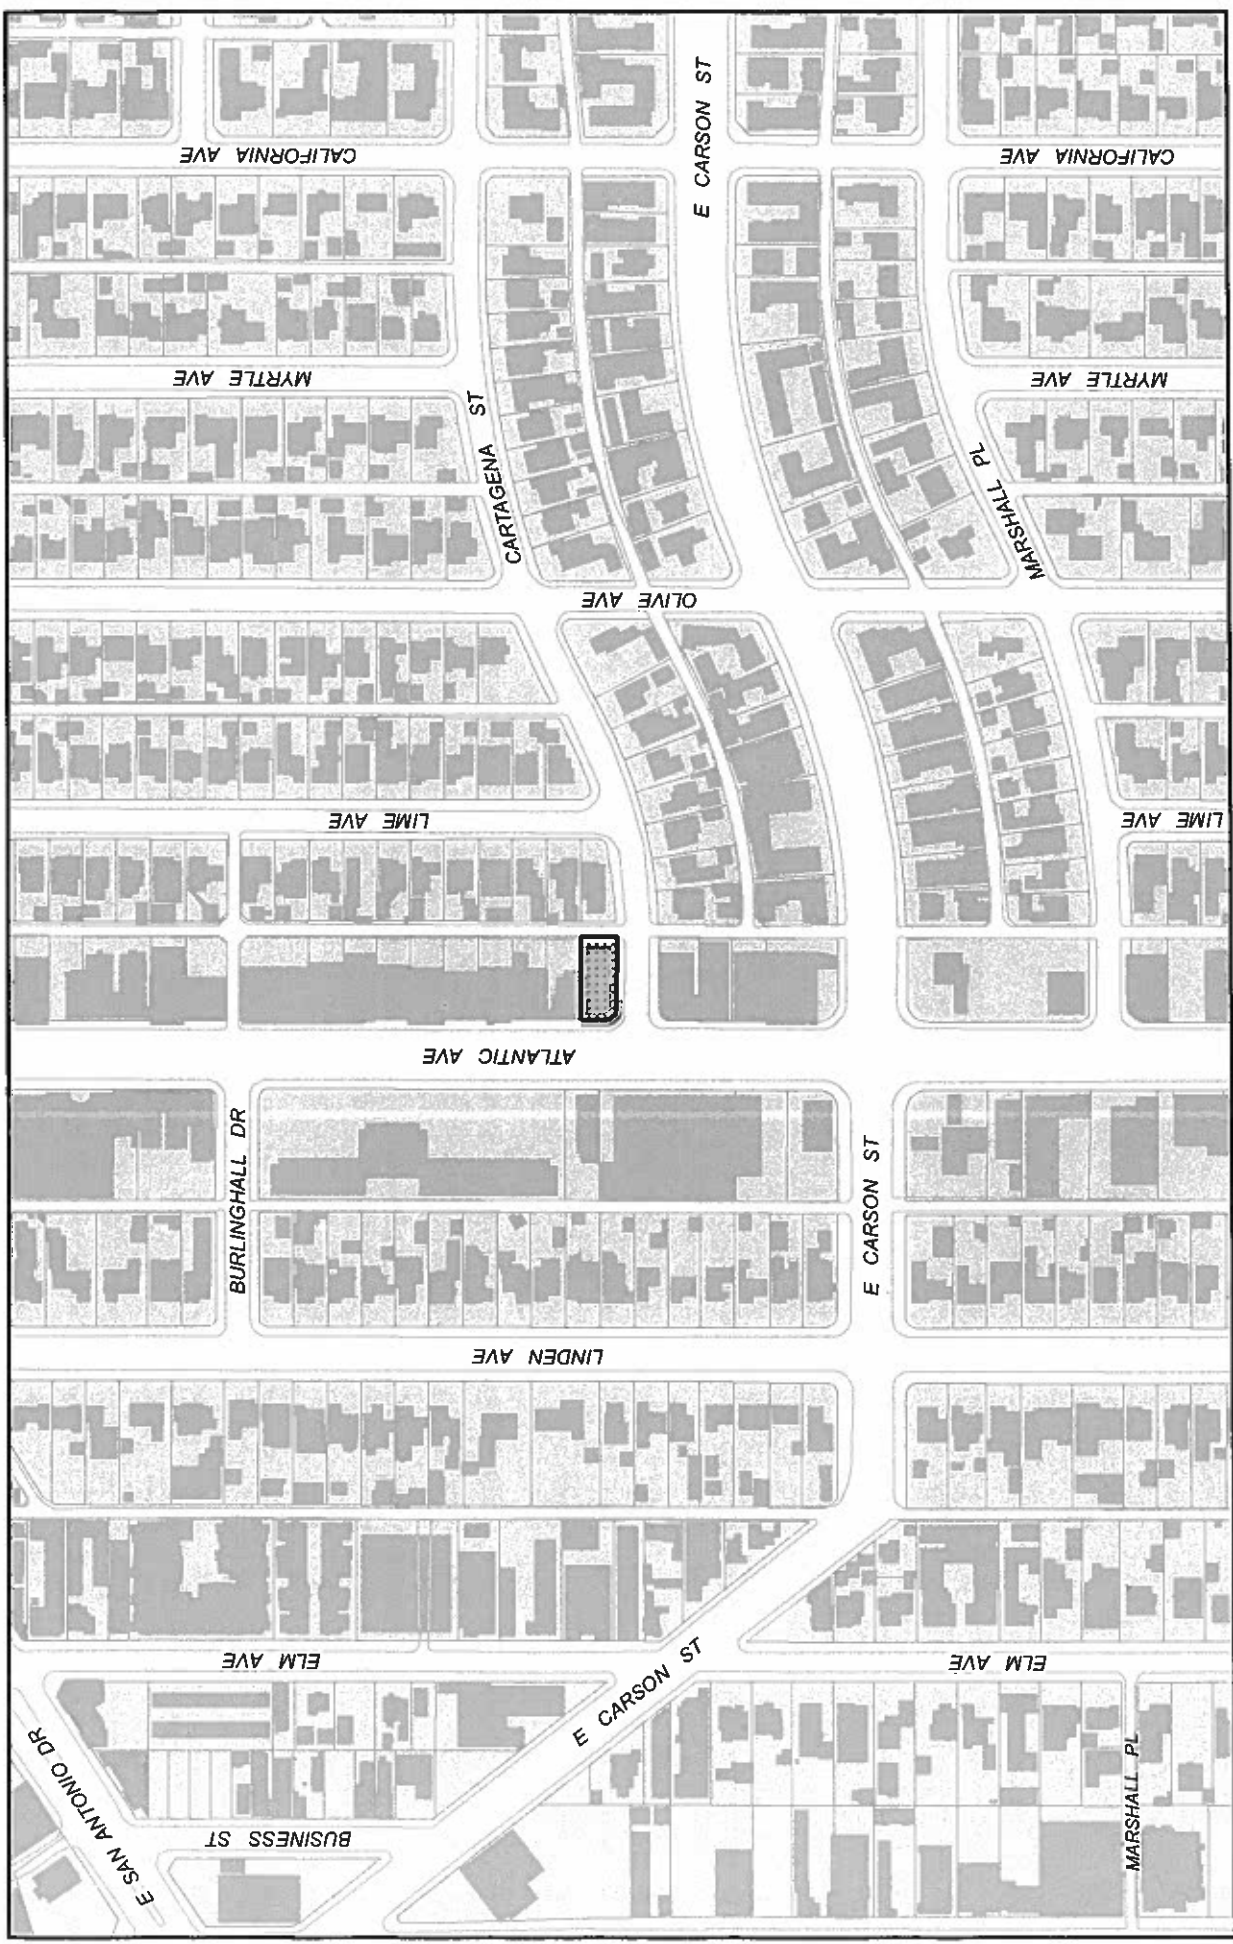 E CARSON ST
CALIFORNIA AVE
CALIFORNIA AVE
MYRTLE AVE
MYRTLE AVE
CARTAGENA ST
MARSHALL PL
OLIVE AVE
LIME AVE
LIME AVE
ATLANTIC AVE
BURLINGHALL DR
E CARSON ST
LINDEN AVE
ELM AVE
ELM AVE
E CARSON ST
E SAN ANTONIO DR
BUSINESS ST
MARSHALL PL